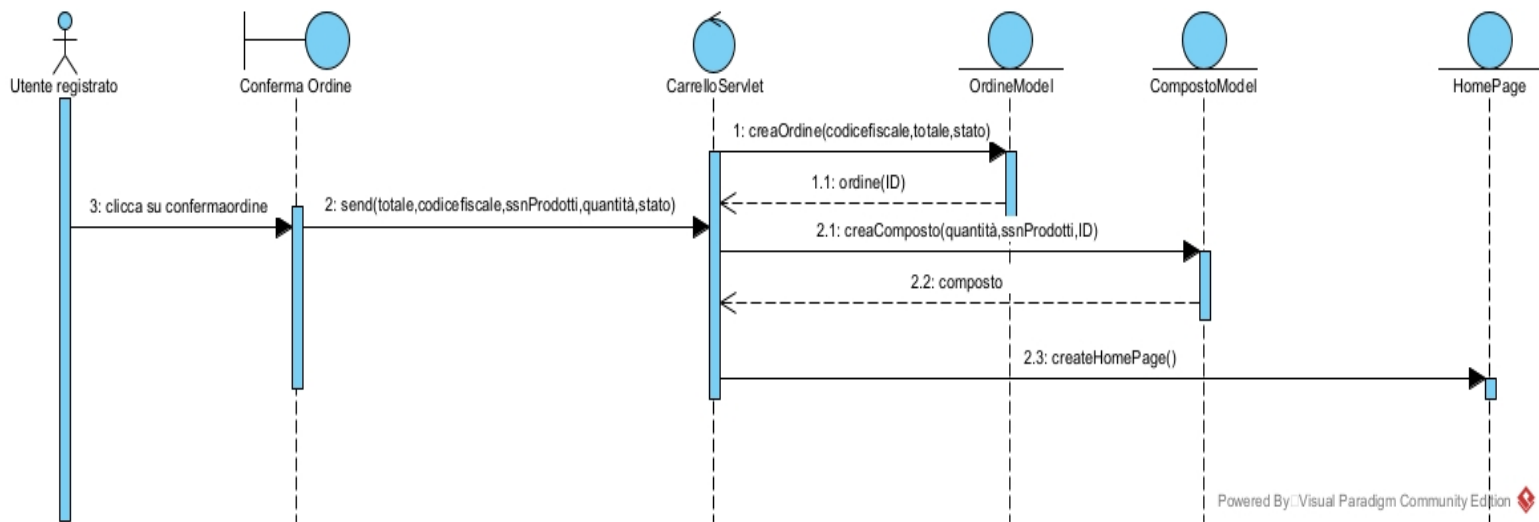 Utente registrato
Conferma Ordine
CarrelloServlet
OrdineModel
CompostoModel
HomePage
1: creaOrdine(codicefiscale,totale,stato)
1.1: ordine(ID)
3: clicca su confermaordine
2: send(totale,codicefiscale,ssnProdotti,quantità,stato)
2.1: creaComposto(quantità,ssnProdotti,ID)
2.2: composto
2.3: createHomePage()
Powered By Visual Paradigm Community Edition